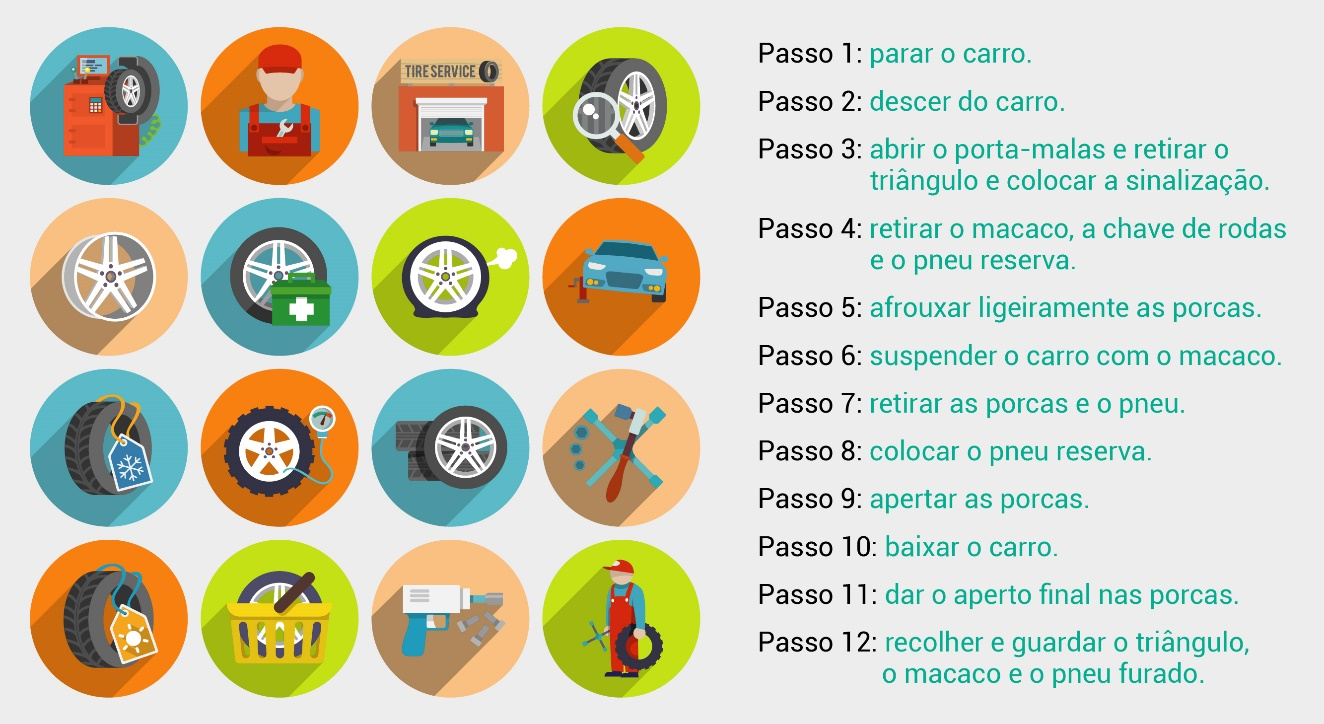 TIRE SERVICE
Passo 1: parar o carro.
Passo 2: descer do carro.
Passo 3: abrir o porta-malas e retirar o
triângulo e colocar a sinalização.
Passo 4: retirar o macaco, a chave de rodas
e o pneu reserva.
Passo 5: afrouxar ligeiramente as porcas.
Passo 6: suspender o carro com o macaco.
Passo 7: retirar as porcas e o pneu.
Passo 8: colocar o pneu reserva.
Passo 9: apertar as porcas.
Passo 10: baixar o carro.
Passo 11: dar o aperto final nas porcas.
Passo 12: recolher e guardar o triângulo,
o macaco e o pneu furado.